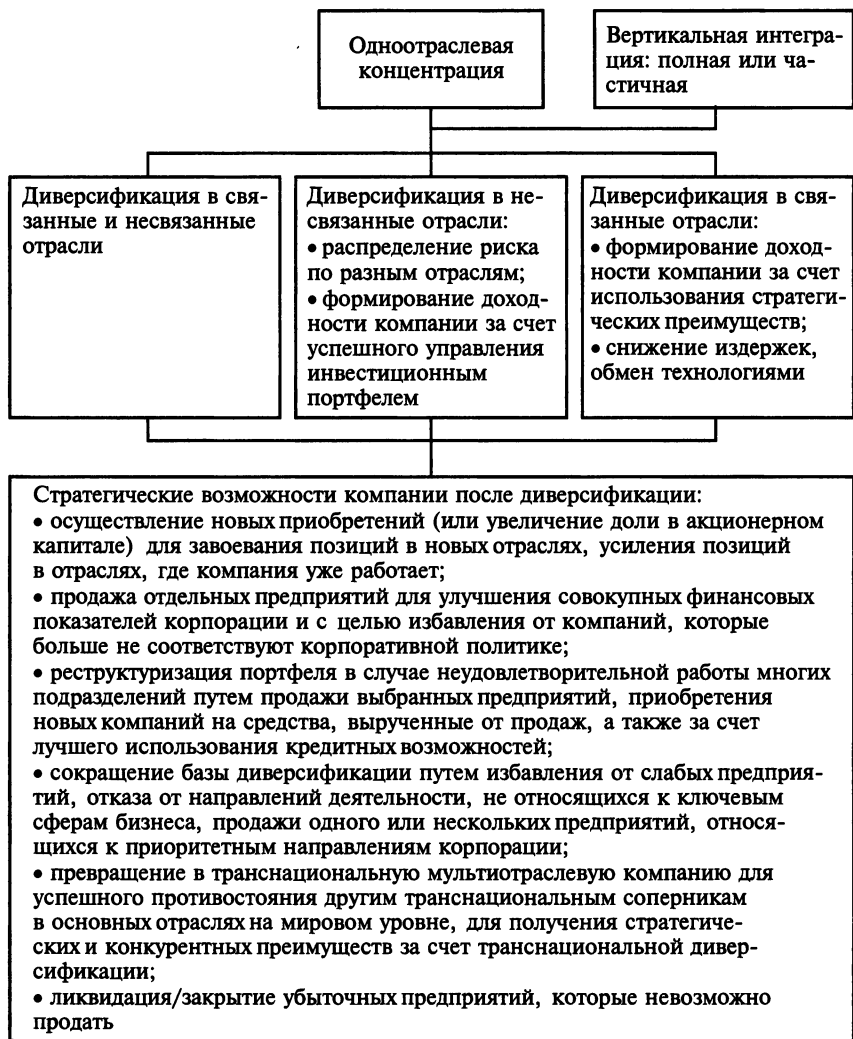 Одноотраслевая
концентрация
Вертикальная интегра-
ция: полная или ча-
стичная
Диверсификация в свя-
занные и несвязанные
отрасли
Диверсификация в не-
связанные отрасли:
• распределение риска
по разным отраслям;
• формирование доход-
ности компании за счет
успешного управления
инвестиционным
портфелем
Диверсификация в свя-
занные отрасли:
• формирование доход-
ности компании за счет
использования стратеги-
ческих преимуществ;
• снижение издержек,
обмен технологиями
Стратегические возможности компании после диверсификации:
• осуществление новых приобретений (или увеличение доли в акционерном
капитале) для завоевания позиций в новых отраслях, усиления позиций
в отраслях, где компания уже работает;
• продажа отдельных предприятий для улучшения совокупных финансовых
показателей корпорации и с целью избавления от компаний, которые
больше не соответствуют корпоративной политике;
• реструктуризация портфеля в случае неудовлетворительной работы многих
подразделений путем продажи выбранных предприятий, приобретения
новых компаний на средства, вырученные от продаж, а также за счет
лучшего использования кредитных возможностей;
• сокращение базы диверсификации путем избавления от слабых предприя-
тий, отказа от направлений деятельности, не относящихся к ключевым
сферам бизнеса, продажи одного или нескольких предприятий, относя-
щихся к приоритетным направлениям корпорации;
• превращение в транснациональную мультиотраслевую компанию для
успешного противостояния другим транснациональным соперникам
в основных отраслях на мировом уровне, для получения стратегиче-
ских и конкурентных преимуществ за счет транснациональной дивер-
сификации;
• ликвидация/закрытие убыточных предприятий, которые невозможно
продать